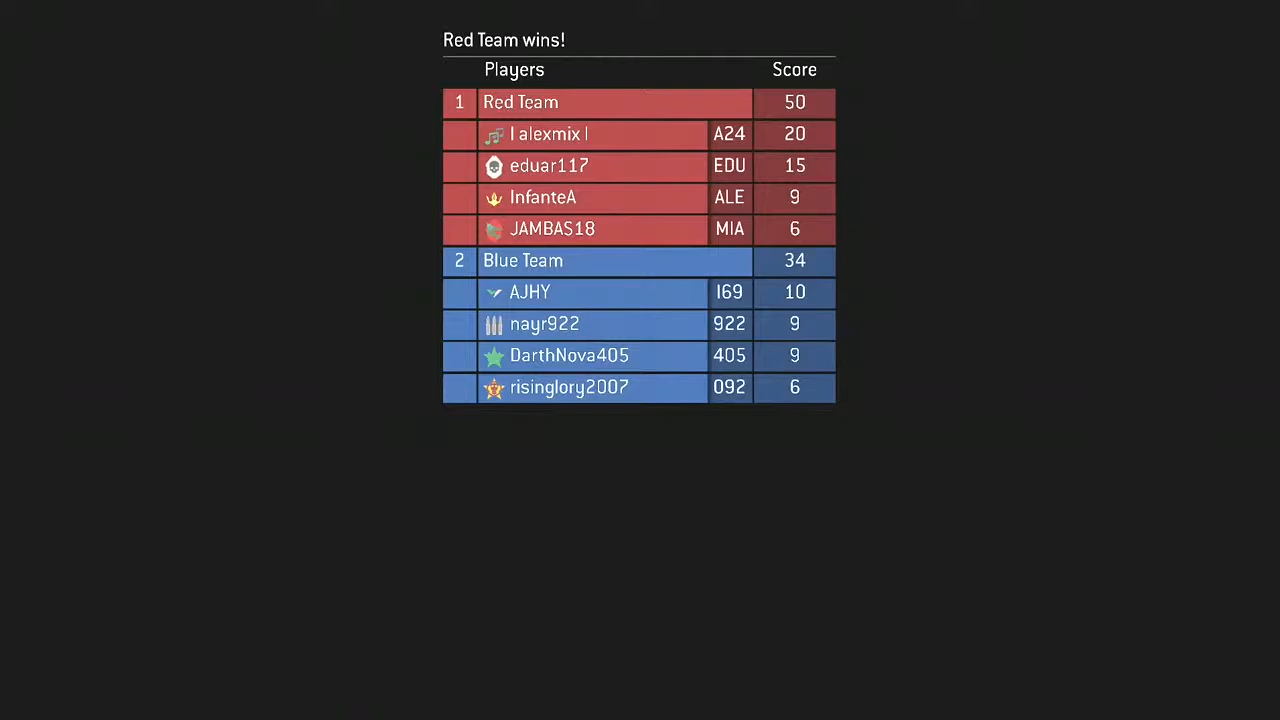 Red Team wins!
Players Score
1 Red Team 50
l alexmix l A24 20
eduar117 EDU 15
InfanteA ALE 9
JAMBAS18 MIA 6
2 Blue Team 34
AJHY I69 10
nayr922 922 9
DarthNova405 405 9
risinglory2007 092 6